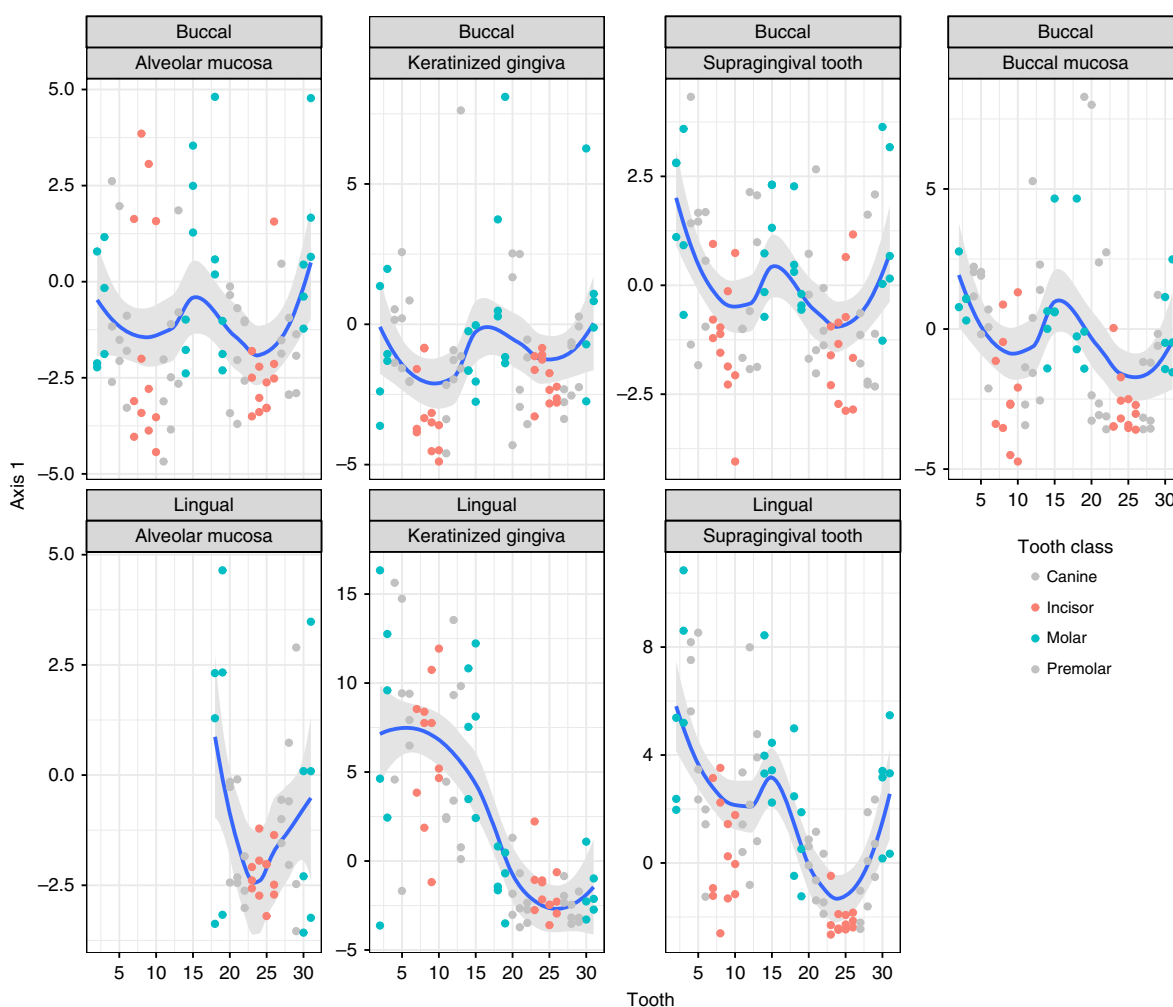 Buccal Buccal Buccal Buccal
Alveolar mucosa Keratinized gingiva Supragingival tooth Buccal mucosa
5.0
2.5
0.0
−2.5
−5.0
5
0
−5
2.5
0.0
−2.5
5
0
−5
5 10 15 20 25 30
Axis 1
Lingual Lingual Lingual
Alveolar mucosa Keratinized gingiva Supragingival tooth
5.0
2.5
0.0
−2.5
15
10
5
0
−5
8
4
0
Tooth class
Canine
Incisor
Molar
Premolar
5 10 15 20 25 30 5 10 15 20 25 30 5 10 15 20 25 30
Tooth